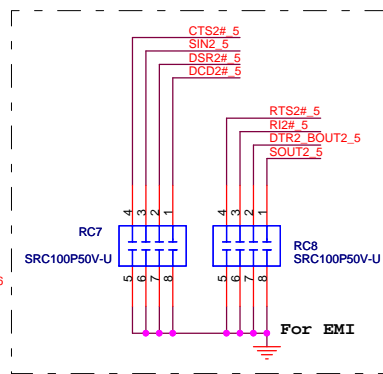 CTS2#_5
SIN2_5
DSR2#_5
DCD2#_5
RTS2#_5
RI2#_5
DTR2_BOUT2_5
SOUT2_5
4 3 2 1
4 3 2 1
RC7
SRC100P50V-U
RC8
SRC100P50V-U
5 6 7 8
5 6 7 8
6
For EMI